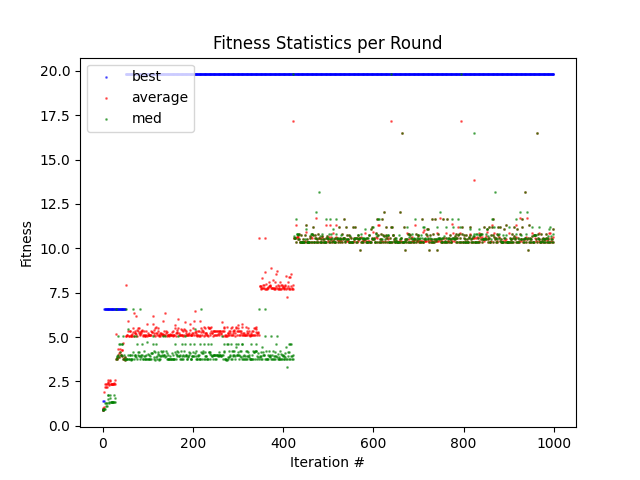 Fitness Statistics per Round
best
average
med
20.0
17.5
15.0
12.5
10.0
7.5
5.0
2.5
0.0
Fitness
0 200 400 600 800 1000
Iteration #